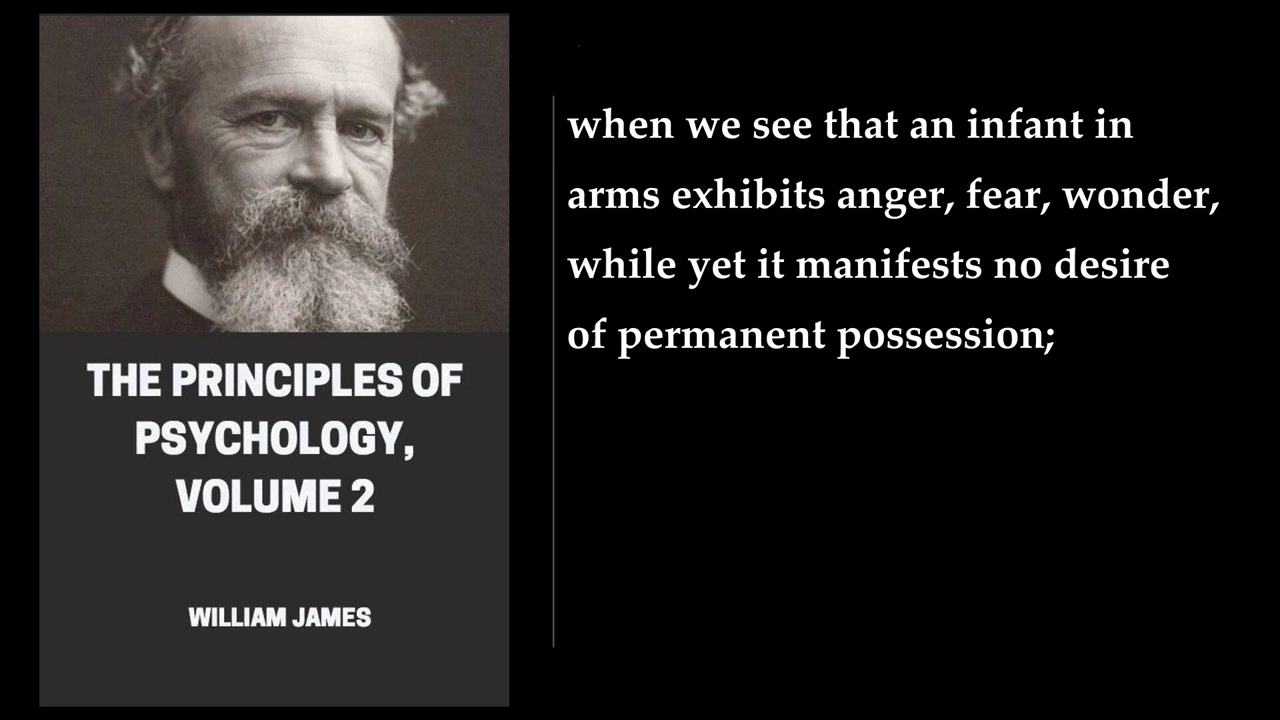 THE PRINCIPLES OF
PSYCHOLOGY,
VOLUME 2
WILLIAM JAMES
when we see that an infant in
arms exhibits anger, fear, wonder,
while yet it manifests no desire
of permanent possession;